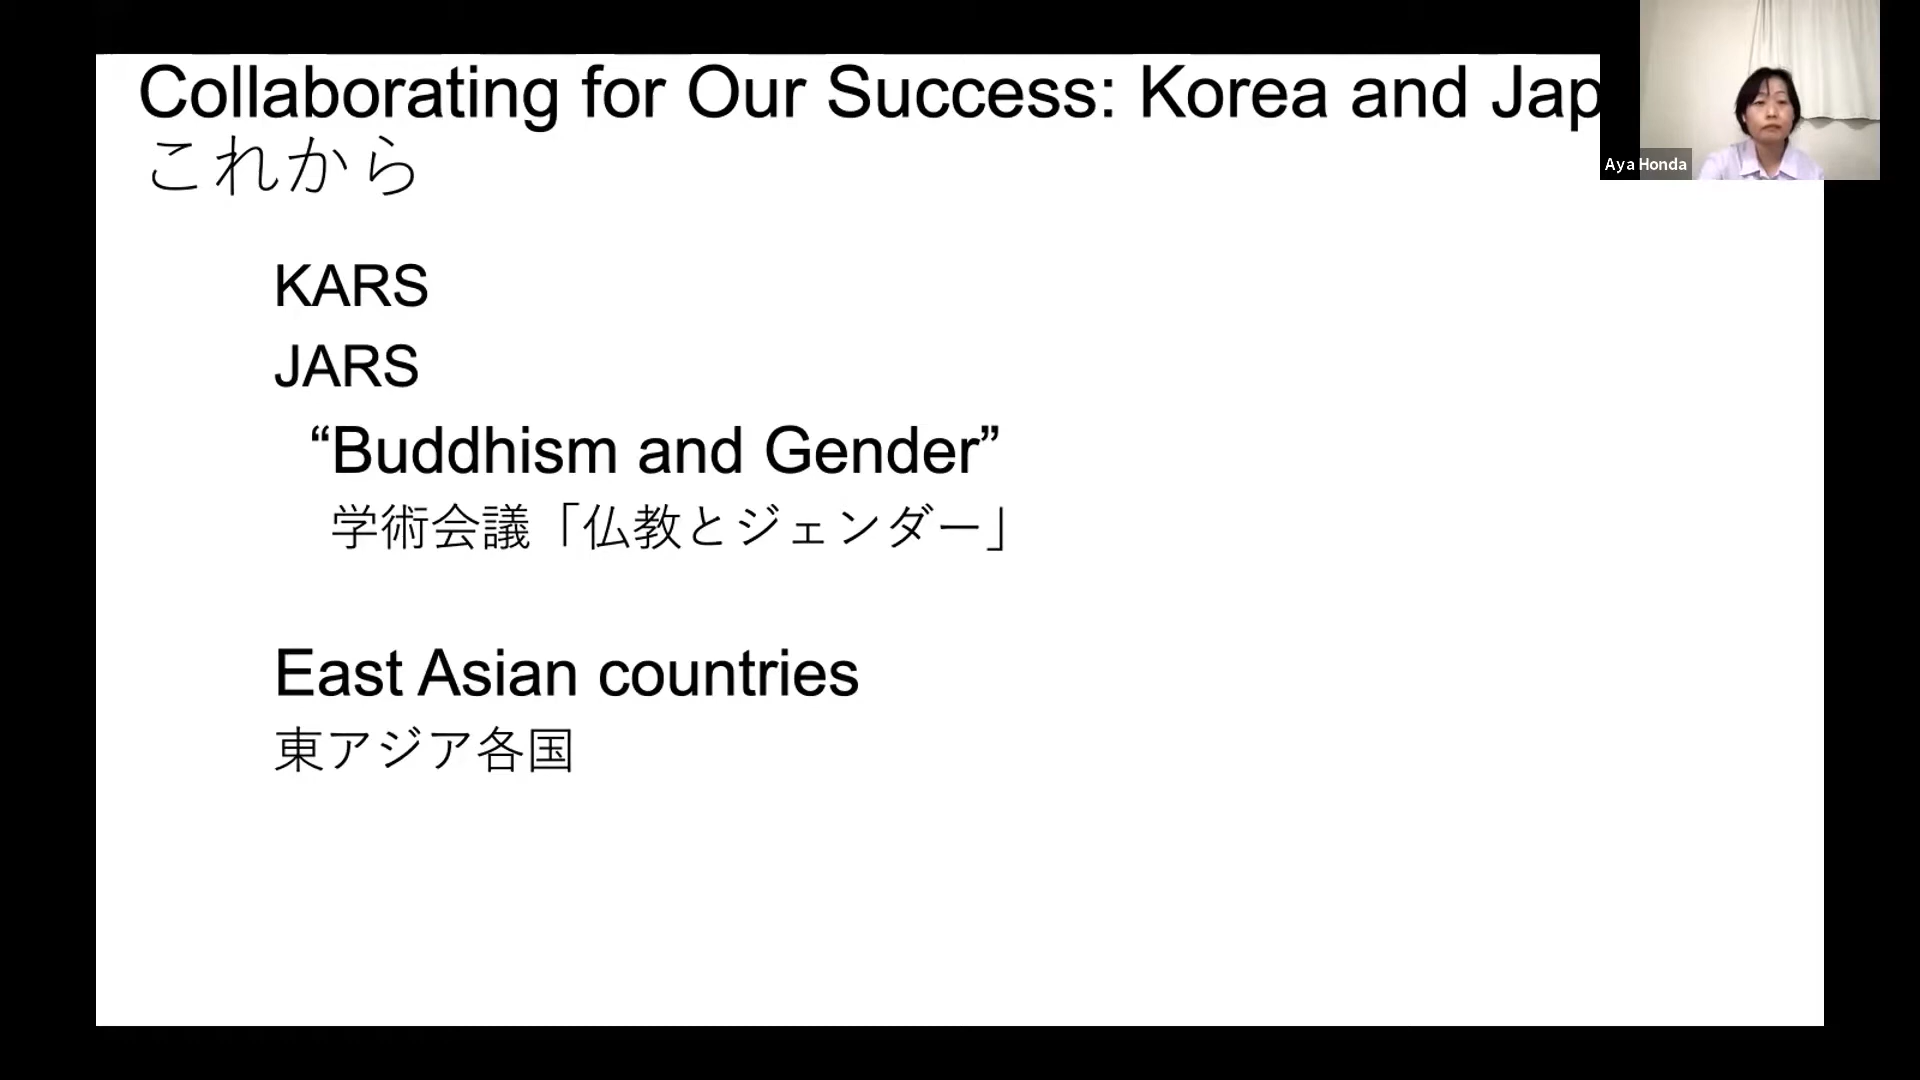 Collaborating for Our Success: Korea and Jap
これから
Aya Honda
KARS
JARS
“Buddhism and Gender”
学術会議「仏教とジェンダー」
East Asian countries
東アジア各国